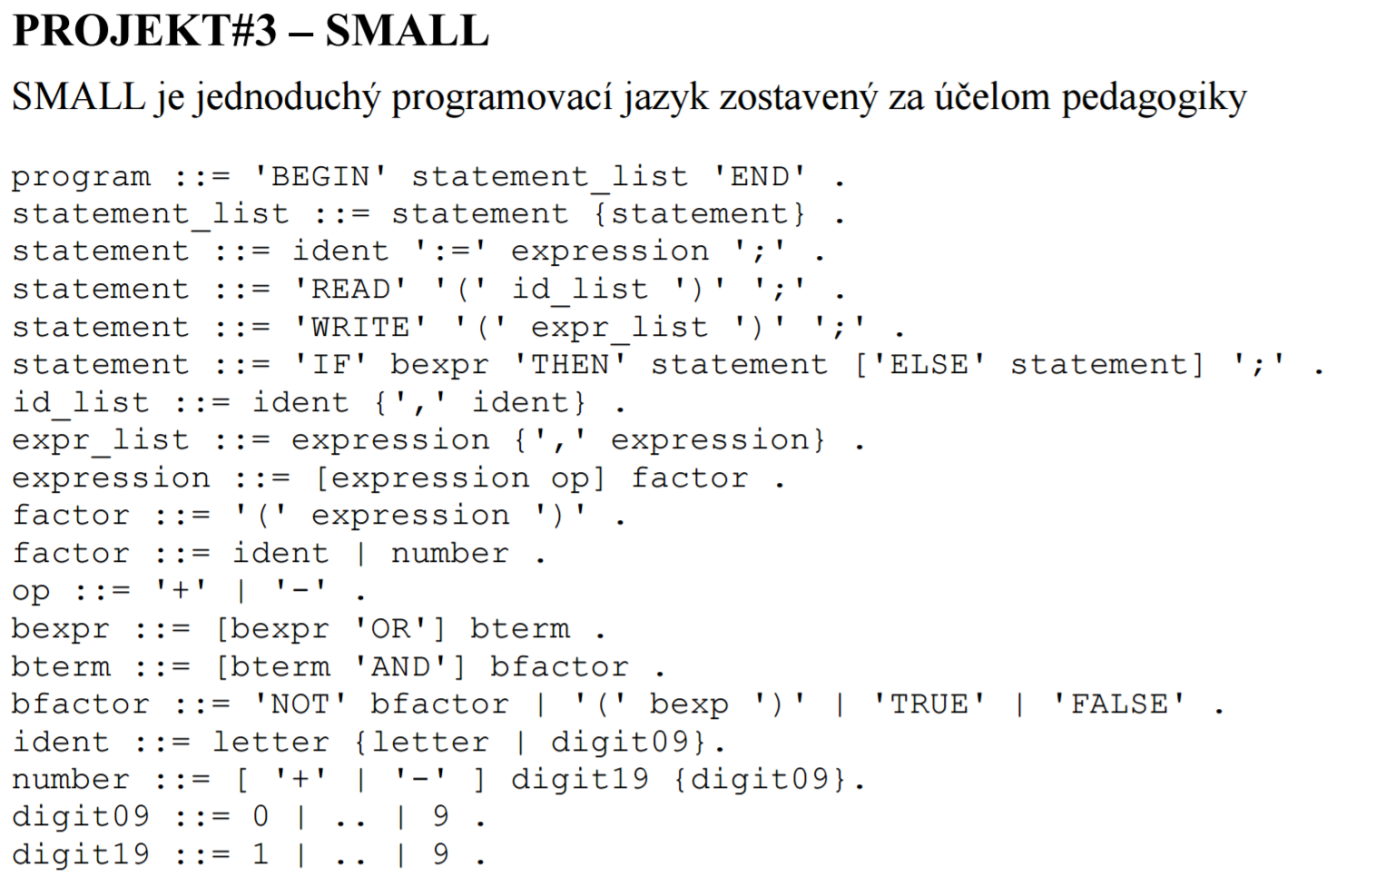 PROJEKT#3 – SMALL
SMALL je jednoduchý programovací jazyk zostavený za účelom pedagogiky
program ::= 'BEGIN' statement_list 'END' .
statement_list ::= statement {statement} .
statement ::= ident ':=' expression ';' .
statement ::= 'READ' '(' id_list ')' ';' .
statement ::= 'WRITE' '(' expr_list ')' ';' .
statement ::= 'IF' bexpr 'THEN' statement ['ELSE' statement] ';' .
id_list ::= ident {',' ident} .
expr_list ::= expression {',' expression} .
expression ::= [expression op] factor .
factor ::= '(' expression ')' .
factor ::= ident | number .
op ::= '+' | '-' .
bexpr ::= [bexpr 'OR'] bterm .
bterm ::= [bterm 'AND'] bfactor .
bfactor ::= 'NOT' bfactor | '(' bexp ')' | 'TRUE' | 'FALSE' .
ident ::= letter {letter | digit09}.
number ::= [ '+' | '-' ] digit19 {digit09}.
digit09 ::= 0 | .. | 9 .
digit19 ::= 1 | .. | 9 .